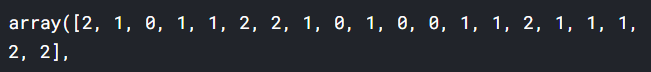 array([2, 1, 0, 1, 1, 2, 2, 1, 0, 1, 0, 0, 1, 1, 2, 1, 1, 1,
2, 2],